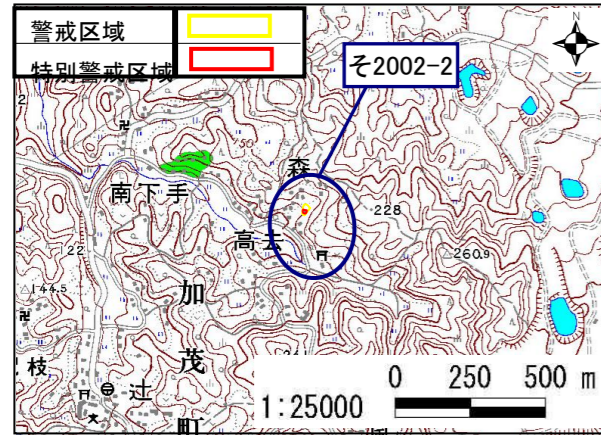 警戒区域
特別警戒区域
そ2002-2
N
森
南下手
高去
228
260.9
22
144.5
加
茂
町
枝
辻
0 250 500 m
1:25000